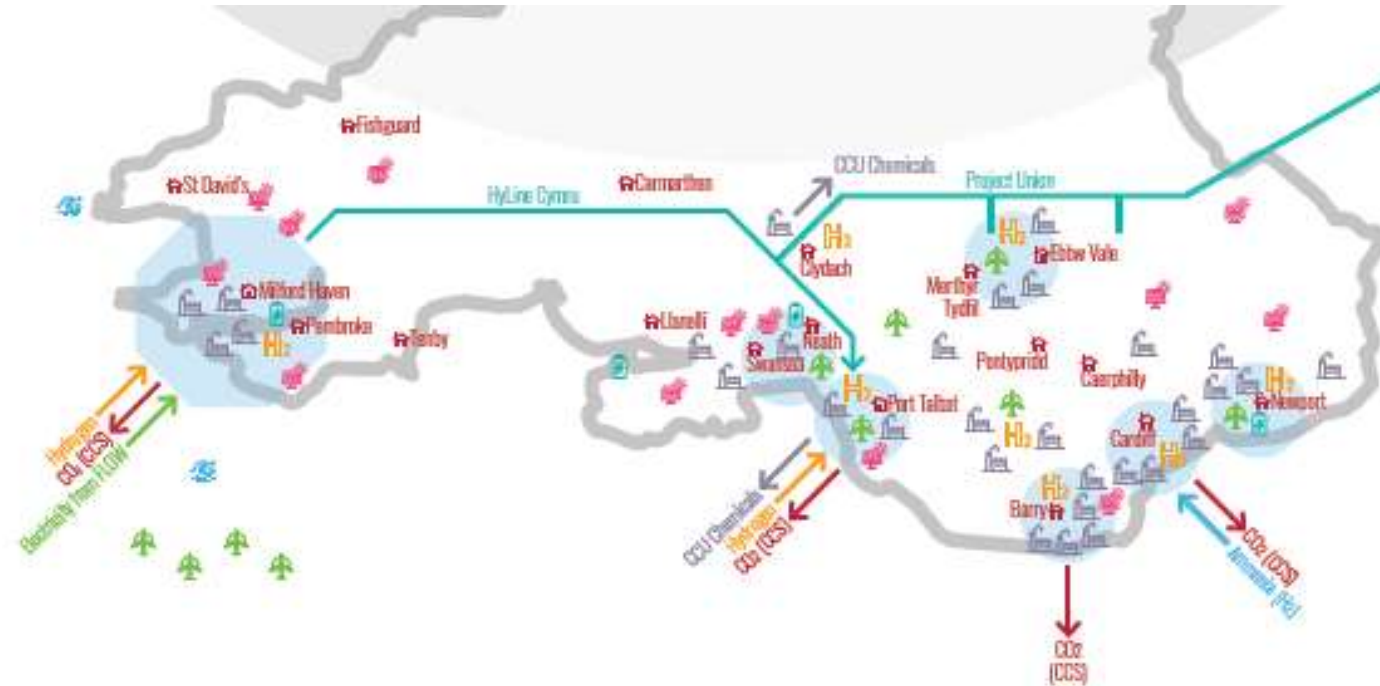 Fishguard
St David's
HyLine Cymru
Carmarthen
CCU Chemicals
Project Union
H2
Clydach
H2
Ebbw Vale
Merthyr
Tydfil
Milford Haven
Pembroke
H2
Tenby
Llanelli
Neath
Swansea
Pontypridd
Caerphilly
H2
Port Talbot
H2
Newport
H2
Cardiff
H2
H2
Barry
Hydrogen
CO2 (CCS)
Electricity from FLOW
CCU Chemicals
Hydrogen
CO2 (CCS)
CO2 (CCS)
Ammonia (H2)
CO2
(CCS)